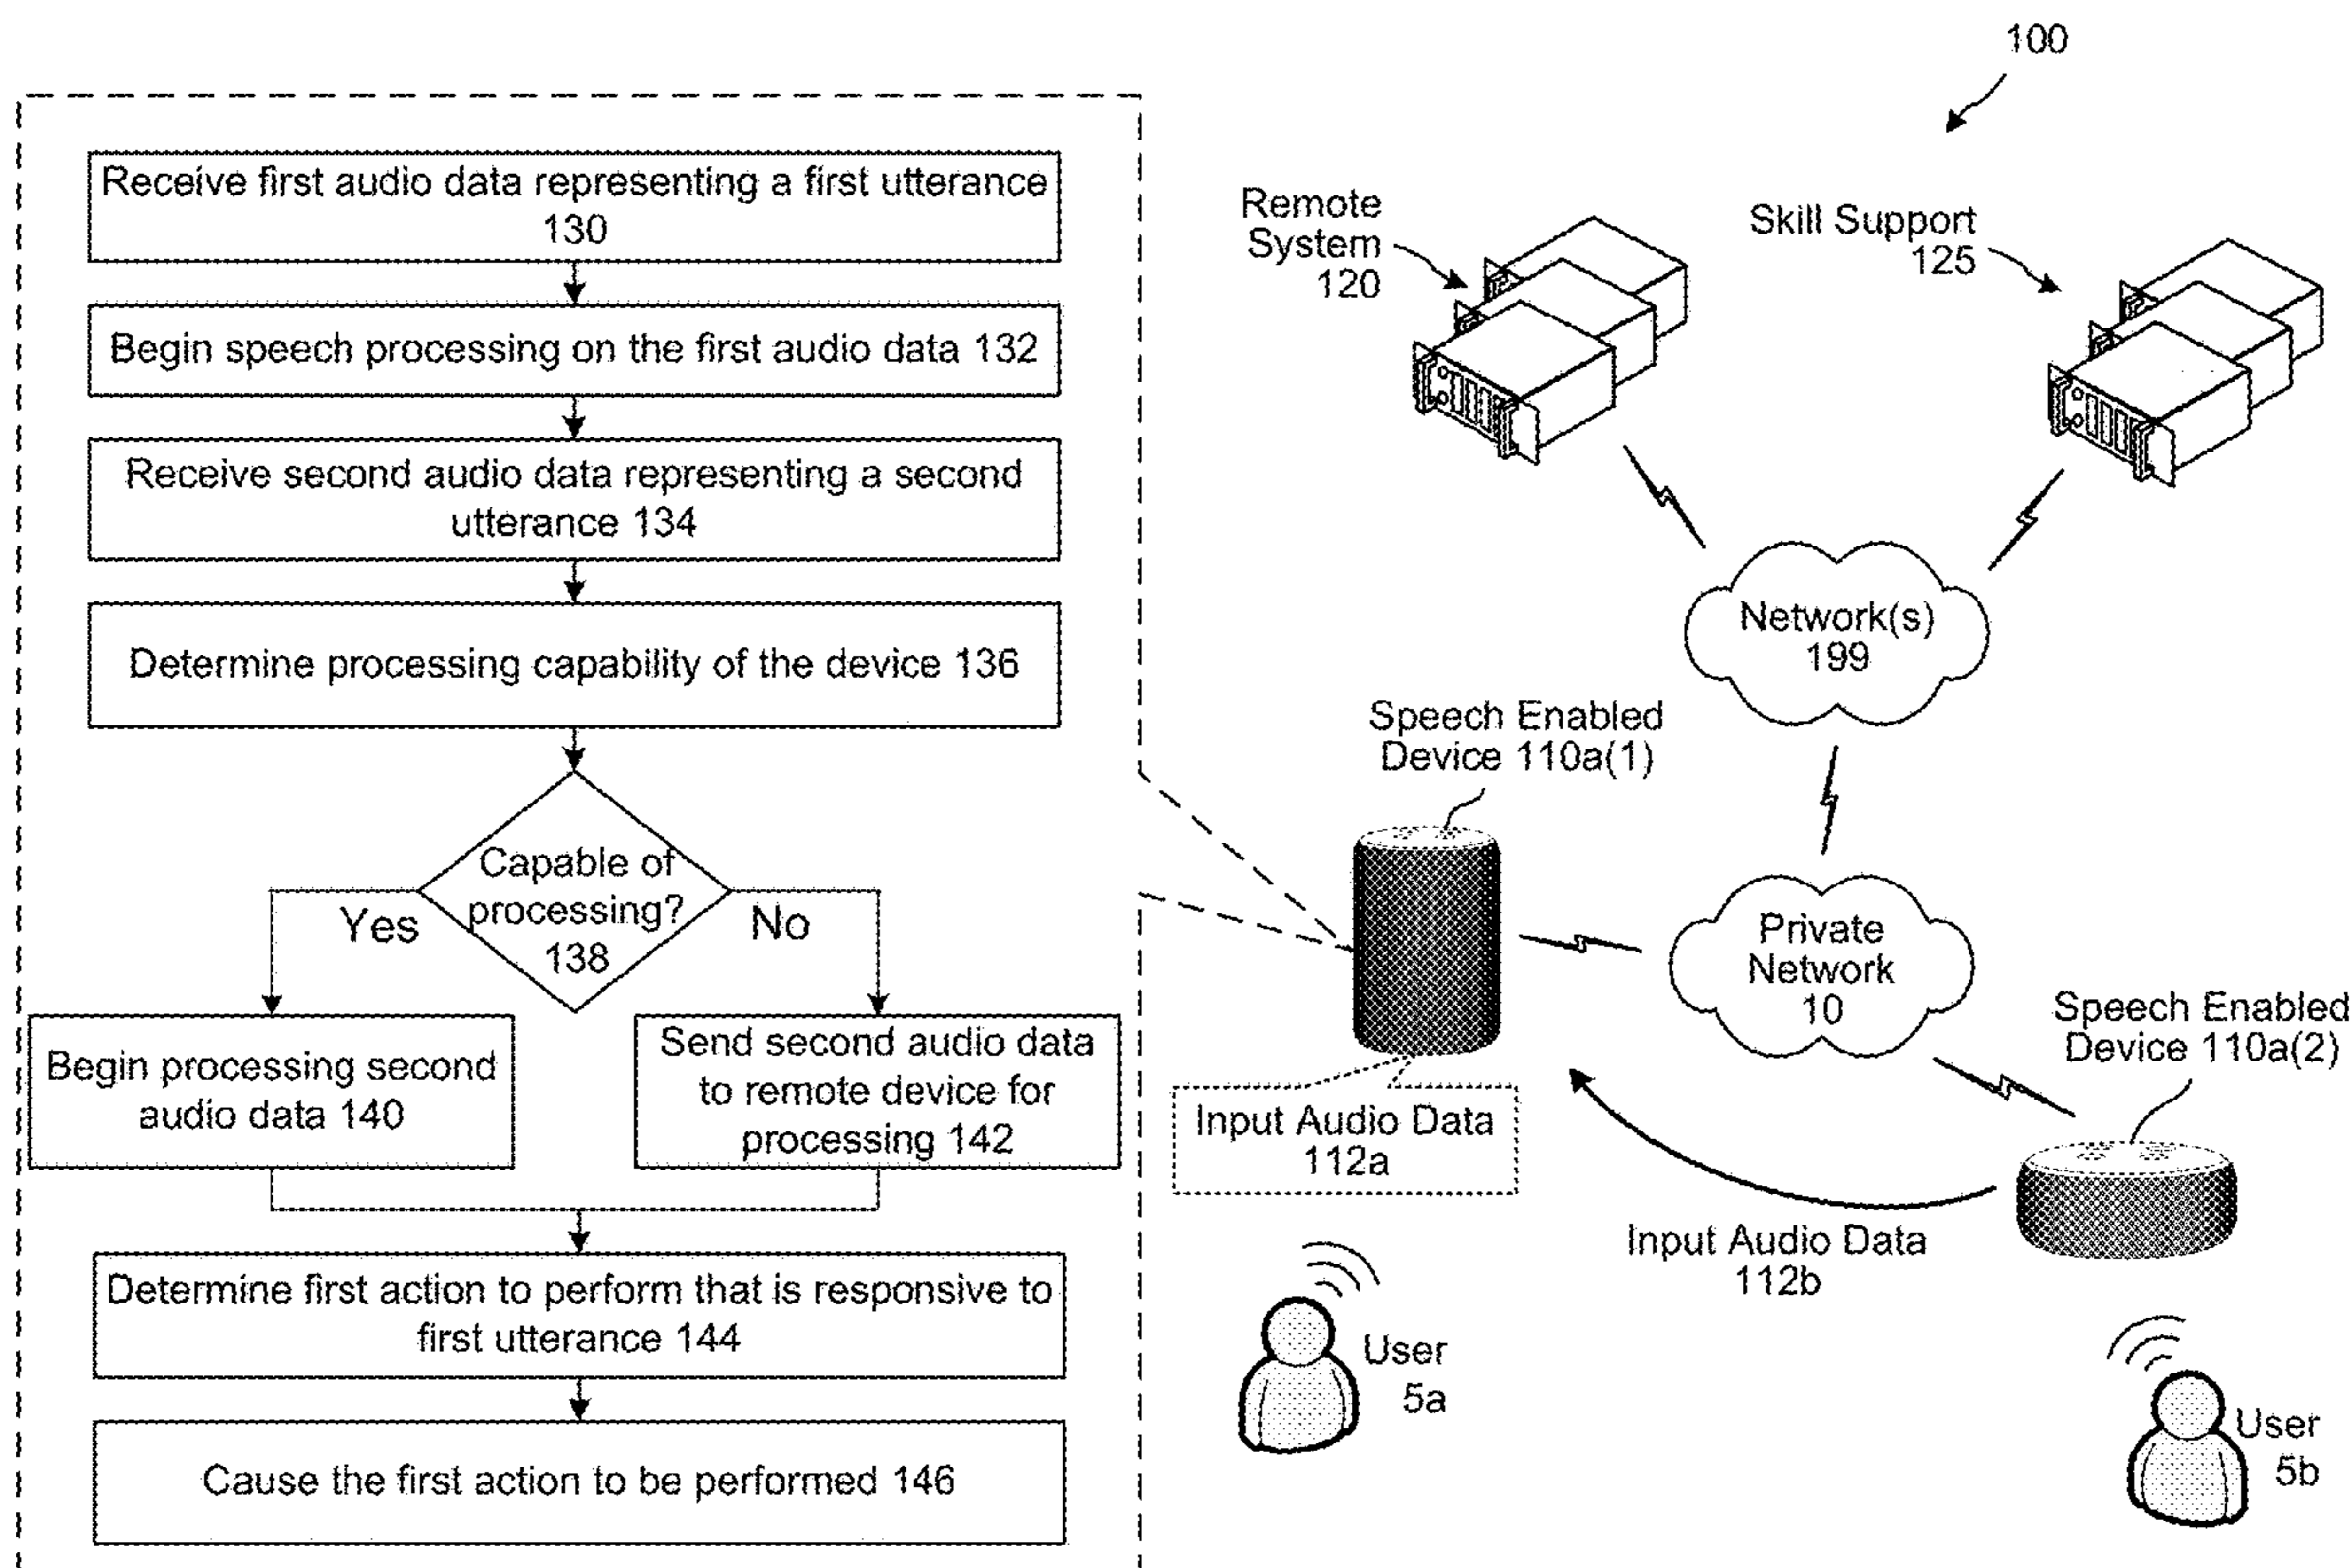 100
Receive first audio data representing a first utterance
130
Begin speech processing on the first audio data 132
Receive second audio data representing a second
utterance 134
Determine processing capability of the device 136
Capable of
processing?
138
Yes
No
Begin processing second
audio data 140
Send second audio data
to remote device for
processing 142
Determine first action to perform that is responsive to
first utterance 144
Cause the first action to be performed 146
Remote
System
120
Skill Support
125
Network(s)
199
Speech Enabled
Device 110a(1)
Private
Network
10
Speech Enabled
Device 110a(2)
Input Audio Data
112a
Input Audio Data
112b
User
5a
User
5b